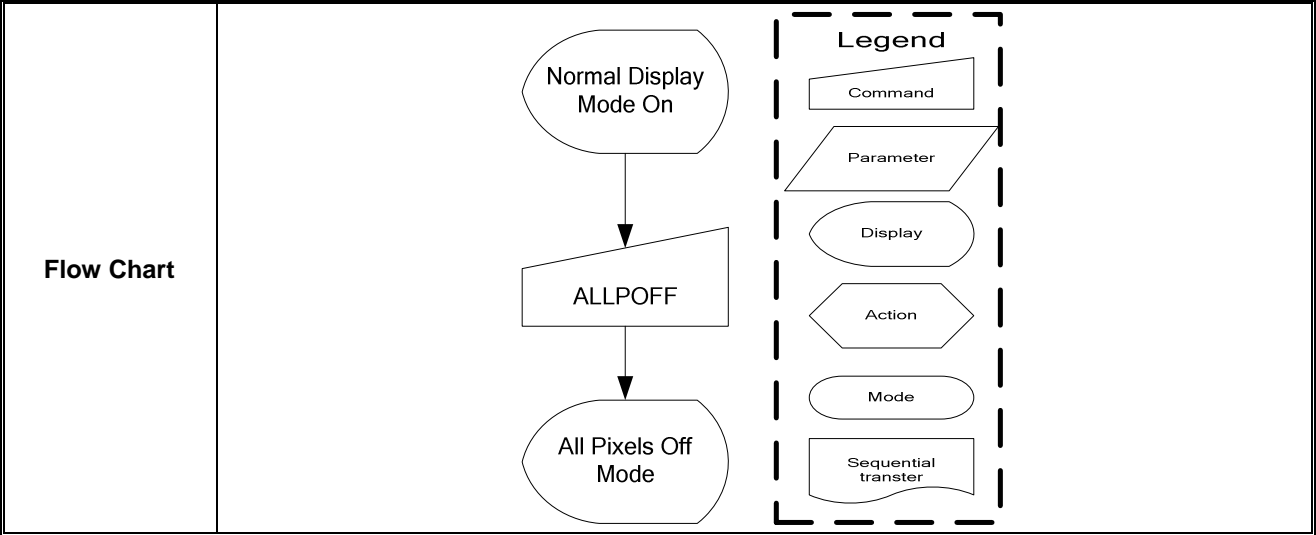 Flow Chart
Normal Display
Mode On
ALLPOFF
All Pixels Off
Mode
Legend
Command
Parameter
Display
Action
Mode
Sequential
transter